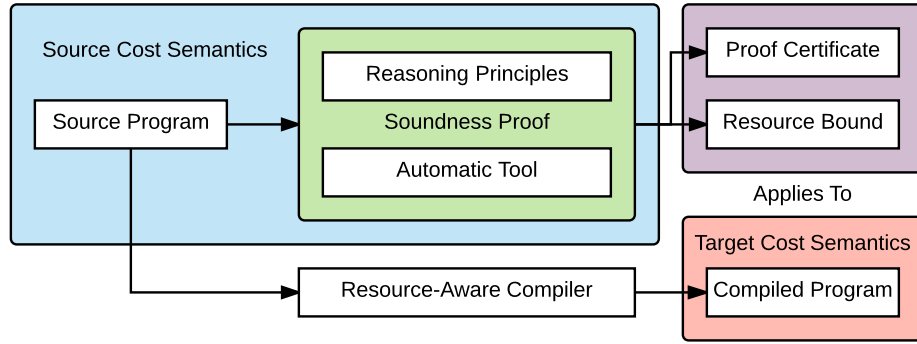 Source Cost Semantics
Source Program
Reasoning Principles
Soundness Proof
Automatic Tool
Proof Certificate
Resource Bound
Applies To
Target Cost Semantics
Resource-Aware Compiler
Compiled Program